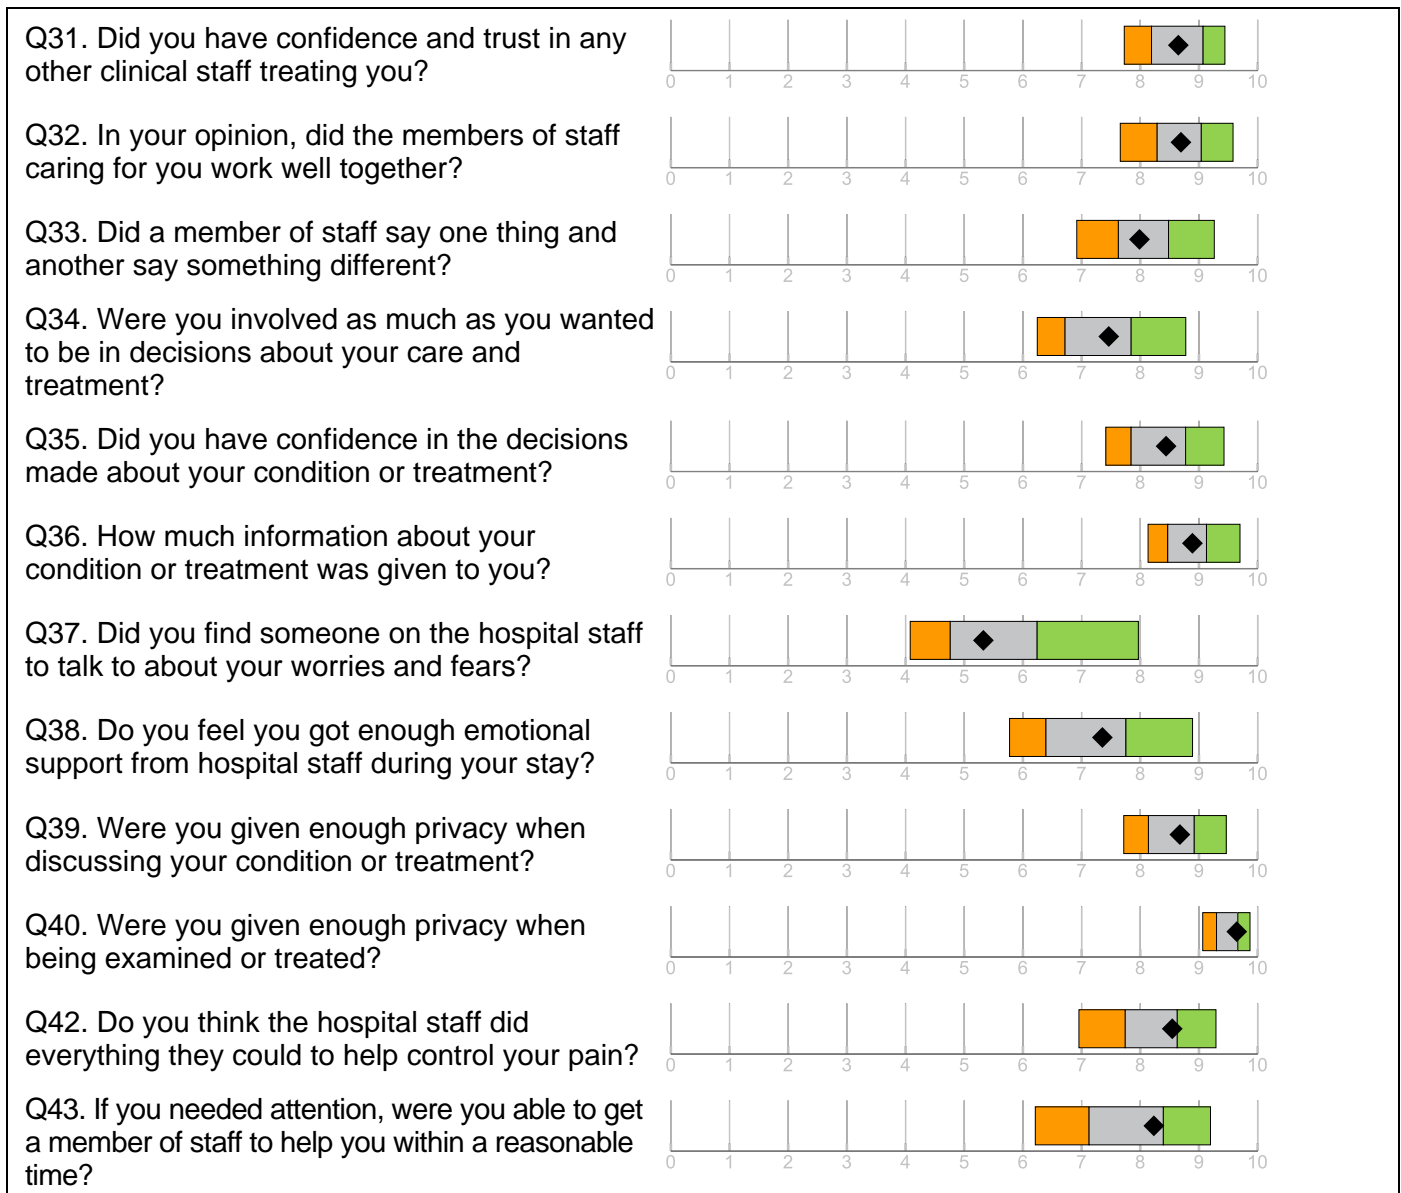 Q31. Did you have confidence and trust in any
other clinical staff treating you?
0 1 2 3 4 5 6 7 8 9 10
Q32. In your opinion, did the members of staff
caring for you work well together?
0 1 2 3 4 5 6 7 8 9 10
Q33. Did a member of staff say one thing and
another say something different?
0 1 2 3 4 5 6 7 8 9 10
Q34. Were you involved as much as you wanted
to be in decisions about your care and
treatment?
0 1 2 3 4 5 6 7 8 9 10
Q35. Did you have confidence in the decisions
made about your condition or treatment?
0 1 2 3 4 5 6 7 8 9 10
Q36. How much information about your
condition or treatment was given to you?
0 1 2 3 4 5 6 7 8 9 10
Q37. Did you find someone on the hospital staff
to talk to about your worries and fears?
0 1 2 3 4 5 6 7 8 9 10
Q38. Do you feel you got enough emotional
support from hospital staff during your stay?
0 1 2 3 4 5 6 7 8 9 10
Q39. Were you given enough privacy when
discussing your condition or treatment?
0 1 2 3 4 5 6 7 8 9 10
Q40. Were you given enough privacy when
being examined or treated?
0 1 2 3 4 5 6 7 8 9 10
Q42. Do you think the hospital staff did
everything they could to help control your pain?
0 1 2 3 4 5 6 7 8 9 10
Q43. If you needed attention, were you able to get
a member of staff to help you within a reasonable
time?
0 1 2 3 4 5 6 7 8 9 10